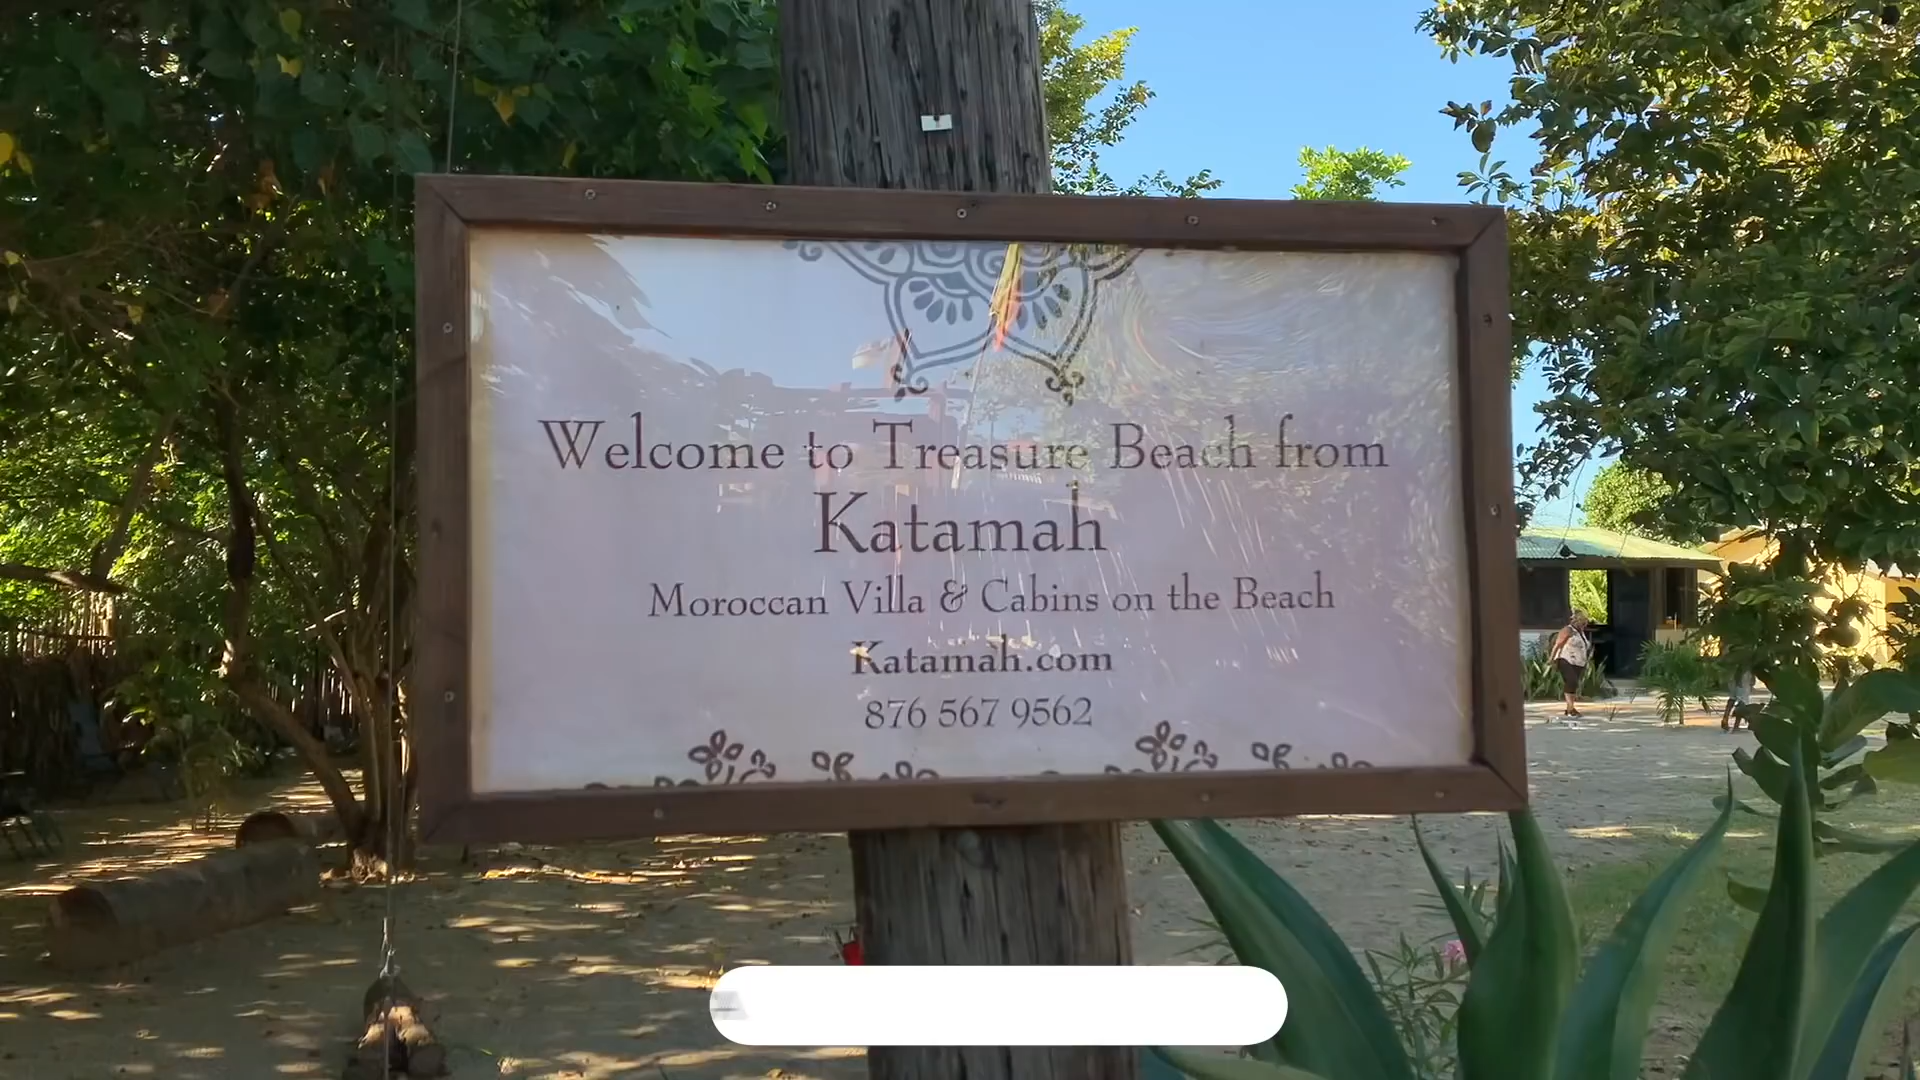 Welcome to Treasure Beach from
Katamah
Moroccan Villa & Cabins on the Beach
Katamah.com
876 567 9562